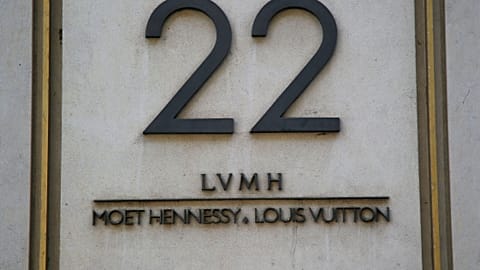 22
LVMH
MOET HENNESSY. LOUIS VUITTON